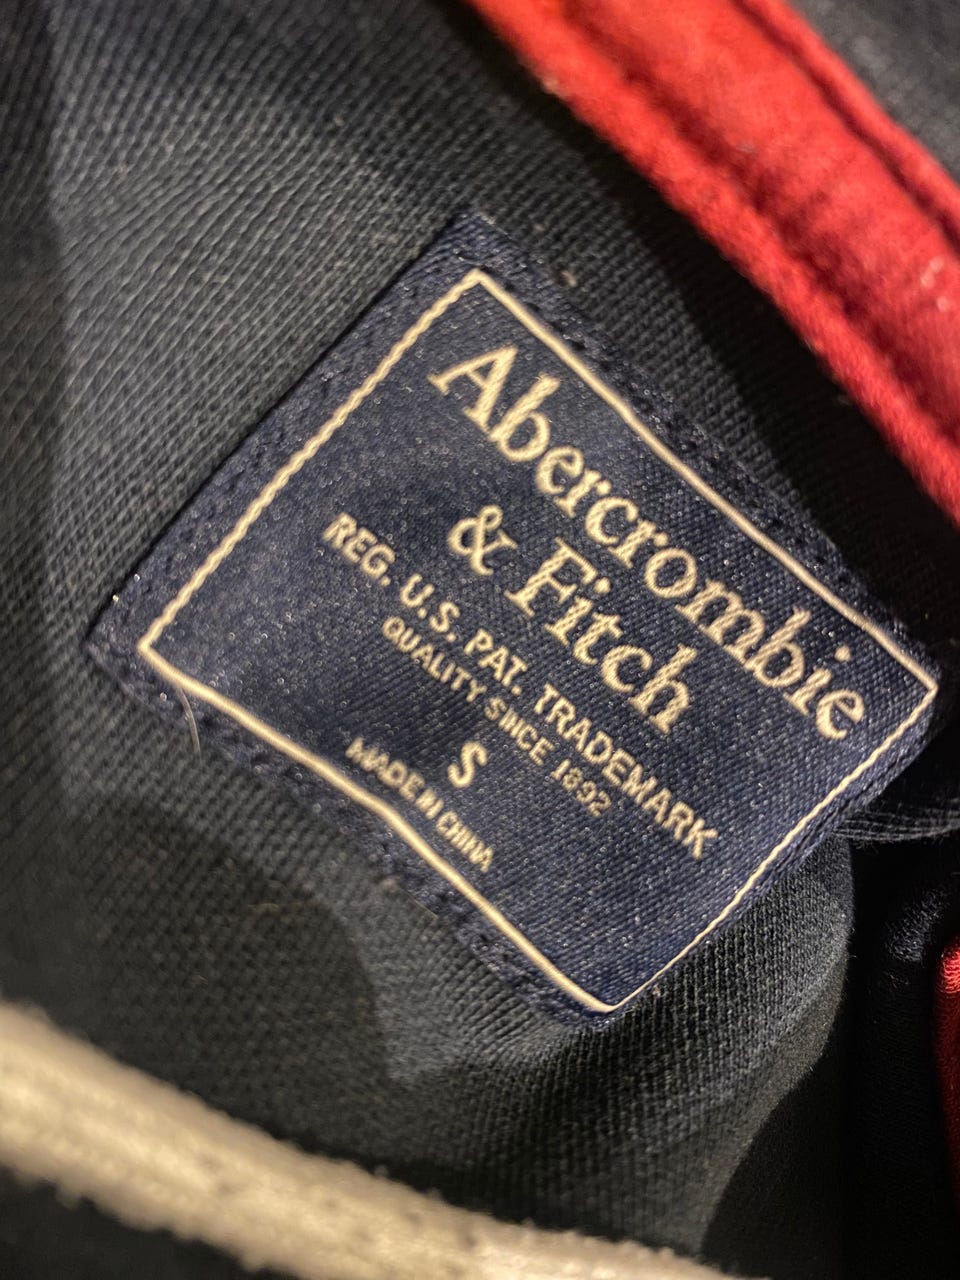 Abercrombie
& Fitch
REG. U.S. PAT. TRADEMARK
QUALITY SINCE 1892
S
MADE IN CHINA